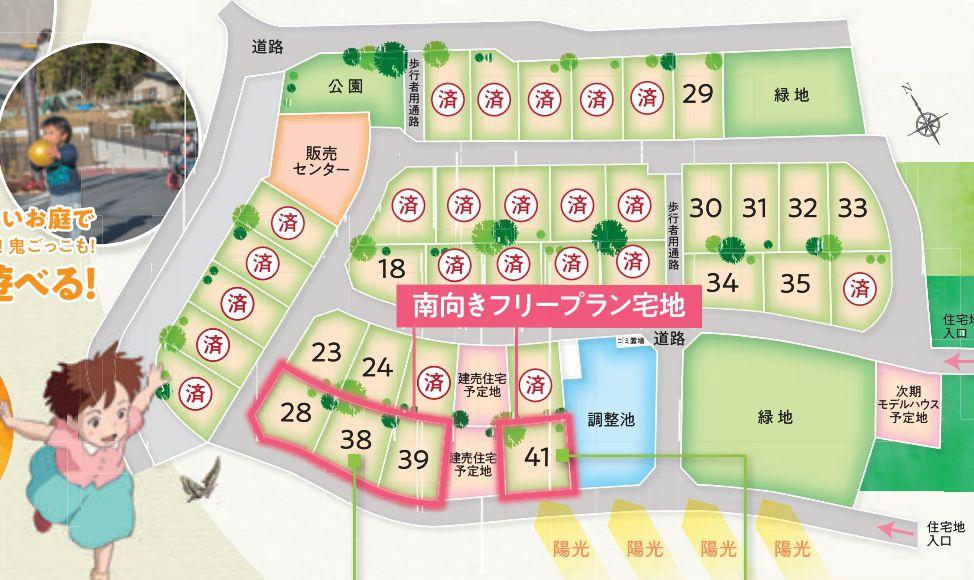 道路
公園
歩行者用通路
済
済
済
済
済
29
緑地
N
販売
センター
いお庭で
!鬼ごっこも!
遊べる!
済
済
済
済
済
済
済
済
済
済
歩行者用通路
30
31
32
33
18
済
済
済
済
34
35
済
南向きフリープラン宅地
道路
ゴミ置場
住宅地
入口
23
24
済
建売住宅
予定地
済
調整池
緑地
次期
モデルハウス
予定地
28
38
39
建売住宅
予定地
41
陽光
陽光
陽光
陽光
住宅地
入口